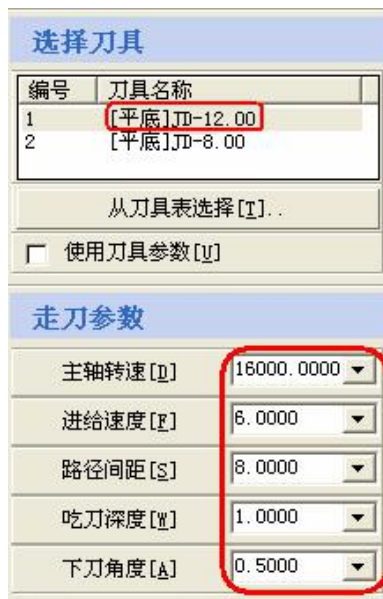 选择刀具
编号 刀具名称
1 [平底]JD-12.00
2 [平底]JD-8.00
从刀具表选择[T]..
使用刀具参数[U]
走刀参数
主轴转速[D] 16000.0000
进给速度[F] 6.0000
路径间距[S] 8.0000
吃刀深度[W] 1.0000
下刀角度[A] 0.5000